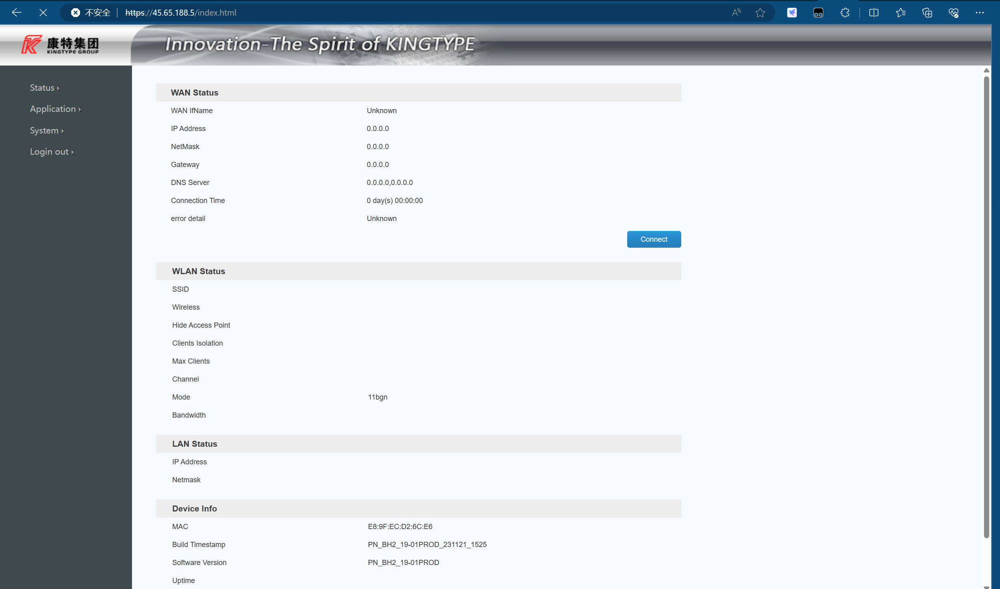 不安全 https://45.65.188.5/index.html
康特集团
KINGTYPE GROUP
Innovation-The Spirit of KINGTYPE
Status
Application
System
Login out
WAN Status
WAN IfName Unknown
IP Address 0.0.0.0
NetMask 0.0.0.0
Gateway 0.0.0.0
DNS Server 0.0.0.0,0.0.0.0
Connection Time 0 day(s) 00:00:00
error detail Unknown
Connect
WLAN Status
SSID
Wireless
Hide Access Point
Clients Isolation
Max Clients
Channel
Mode 11bgn
Bandwidth
LAN Status
IP Address
Netmask
Device Info
MAC E8:9F:EC:D2:6C:E6
Build Timestamp PN_BH2_19-01PROD_231121_1525
Software Version PN_BH2_19-01PROD
Uptime